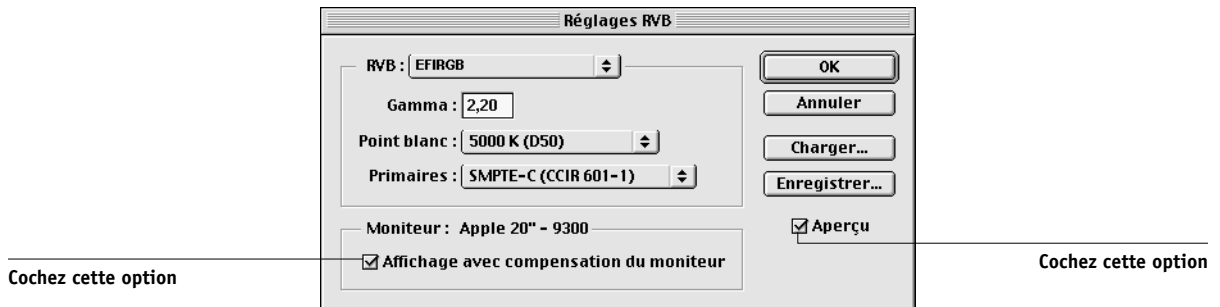 Réglages RVB
RVB : EFIRGB
Gamma : 2,20
Point blanc : 5000 K (D50)
Primaires : SMPTE-C (CCIR 601-1)
Moniteur : Apple 20" - 9300
Affichage avec compensation du moniteur
OK
Annuler
Charger...
Enregistrer...
Aperçu
Cochez cette option
Cochez cette option